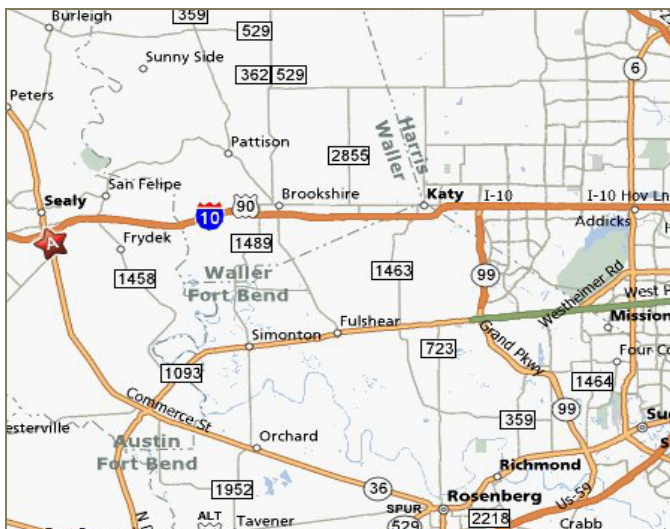 359
Burleigh
529
Sunny Side
6
362 529
Peters
Harris
Waller
Pattison
2855
San Felipe
Brookshire
Katy
I-10
I-10 Hov Ln
Sealy
90
10
Addicks
A
Frydek
1489
1458
Waller
Fort Bend
1463
99
Westheimer Rd
West P
Mission
Fulshear
Simonton
Grand Pkwy
723
Four Co
1093
1464
Commerce St
359
99
Su
esterville
Austin
Fort Bend
Orchard
S
Richmond
1952
36
US-59
SPUR
Rosenberg
ALT
529
2218
Tavener
Crabb